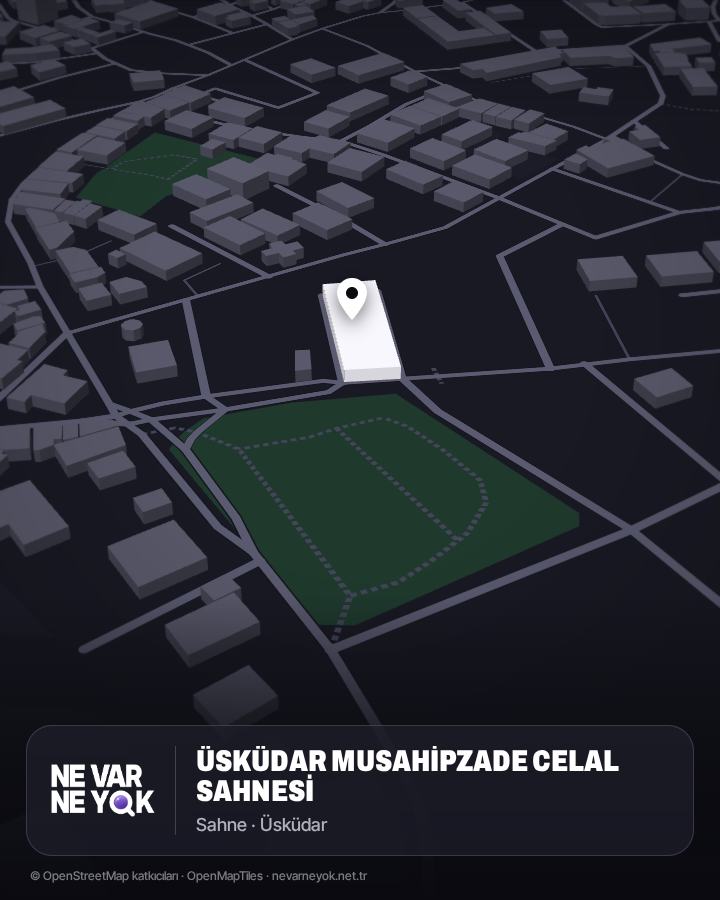 NE VAR
NE YOK
ÜSKÜDAR MUSAHİPZADE CELAL
SAHNESİ
Sahne · Üsküdar
© OpenStreetMap katkıcıları · OpenMapTiles · nevarneyok.net.tr